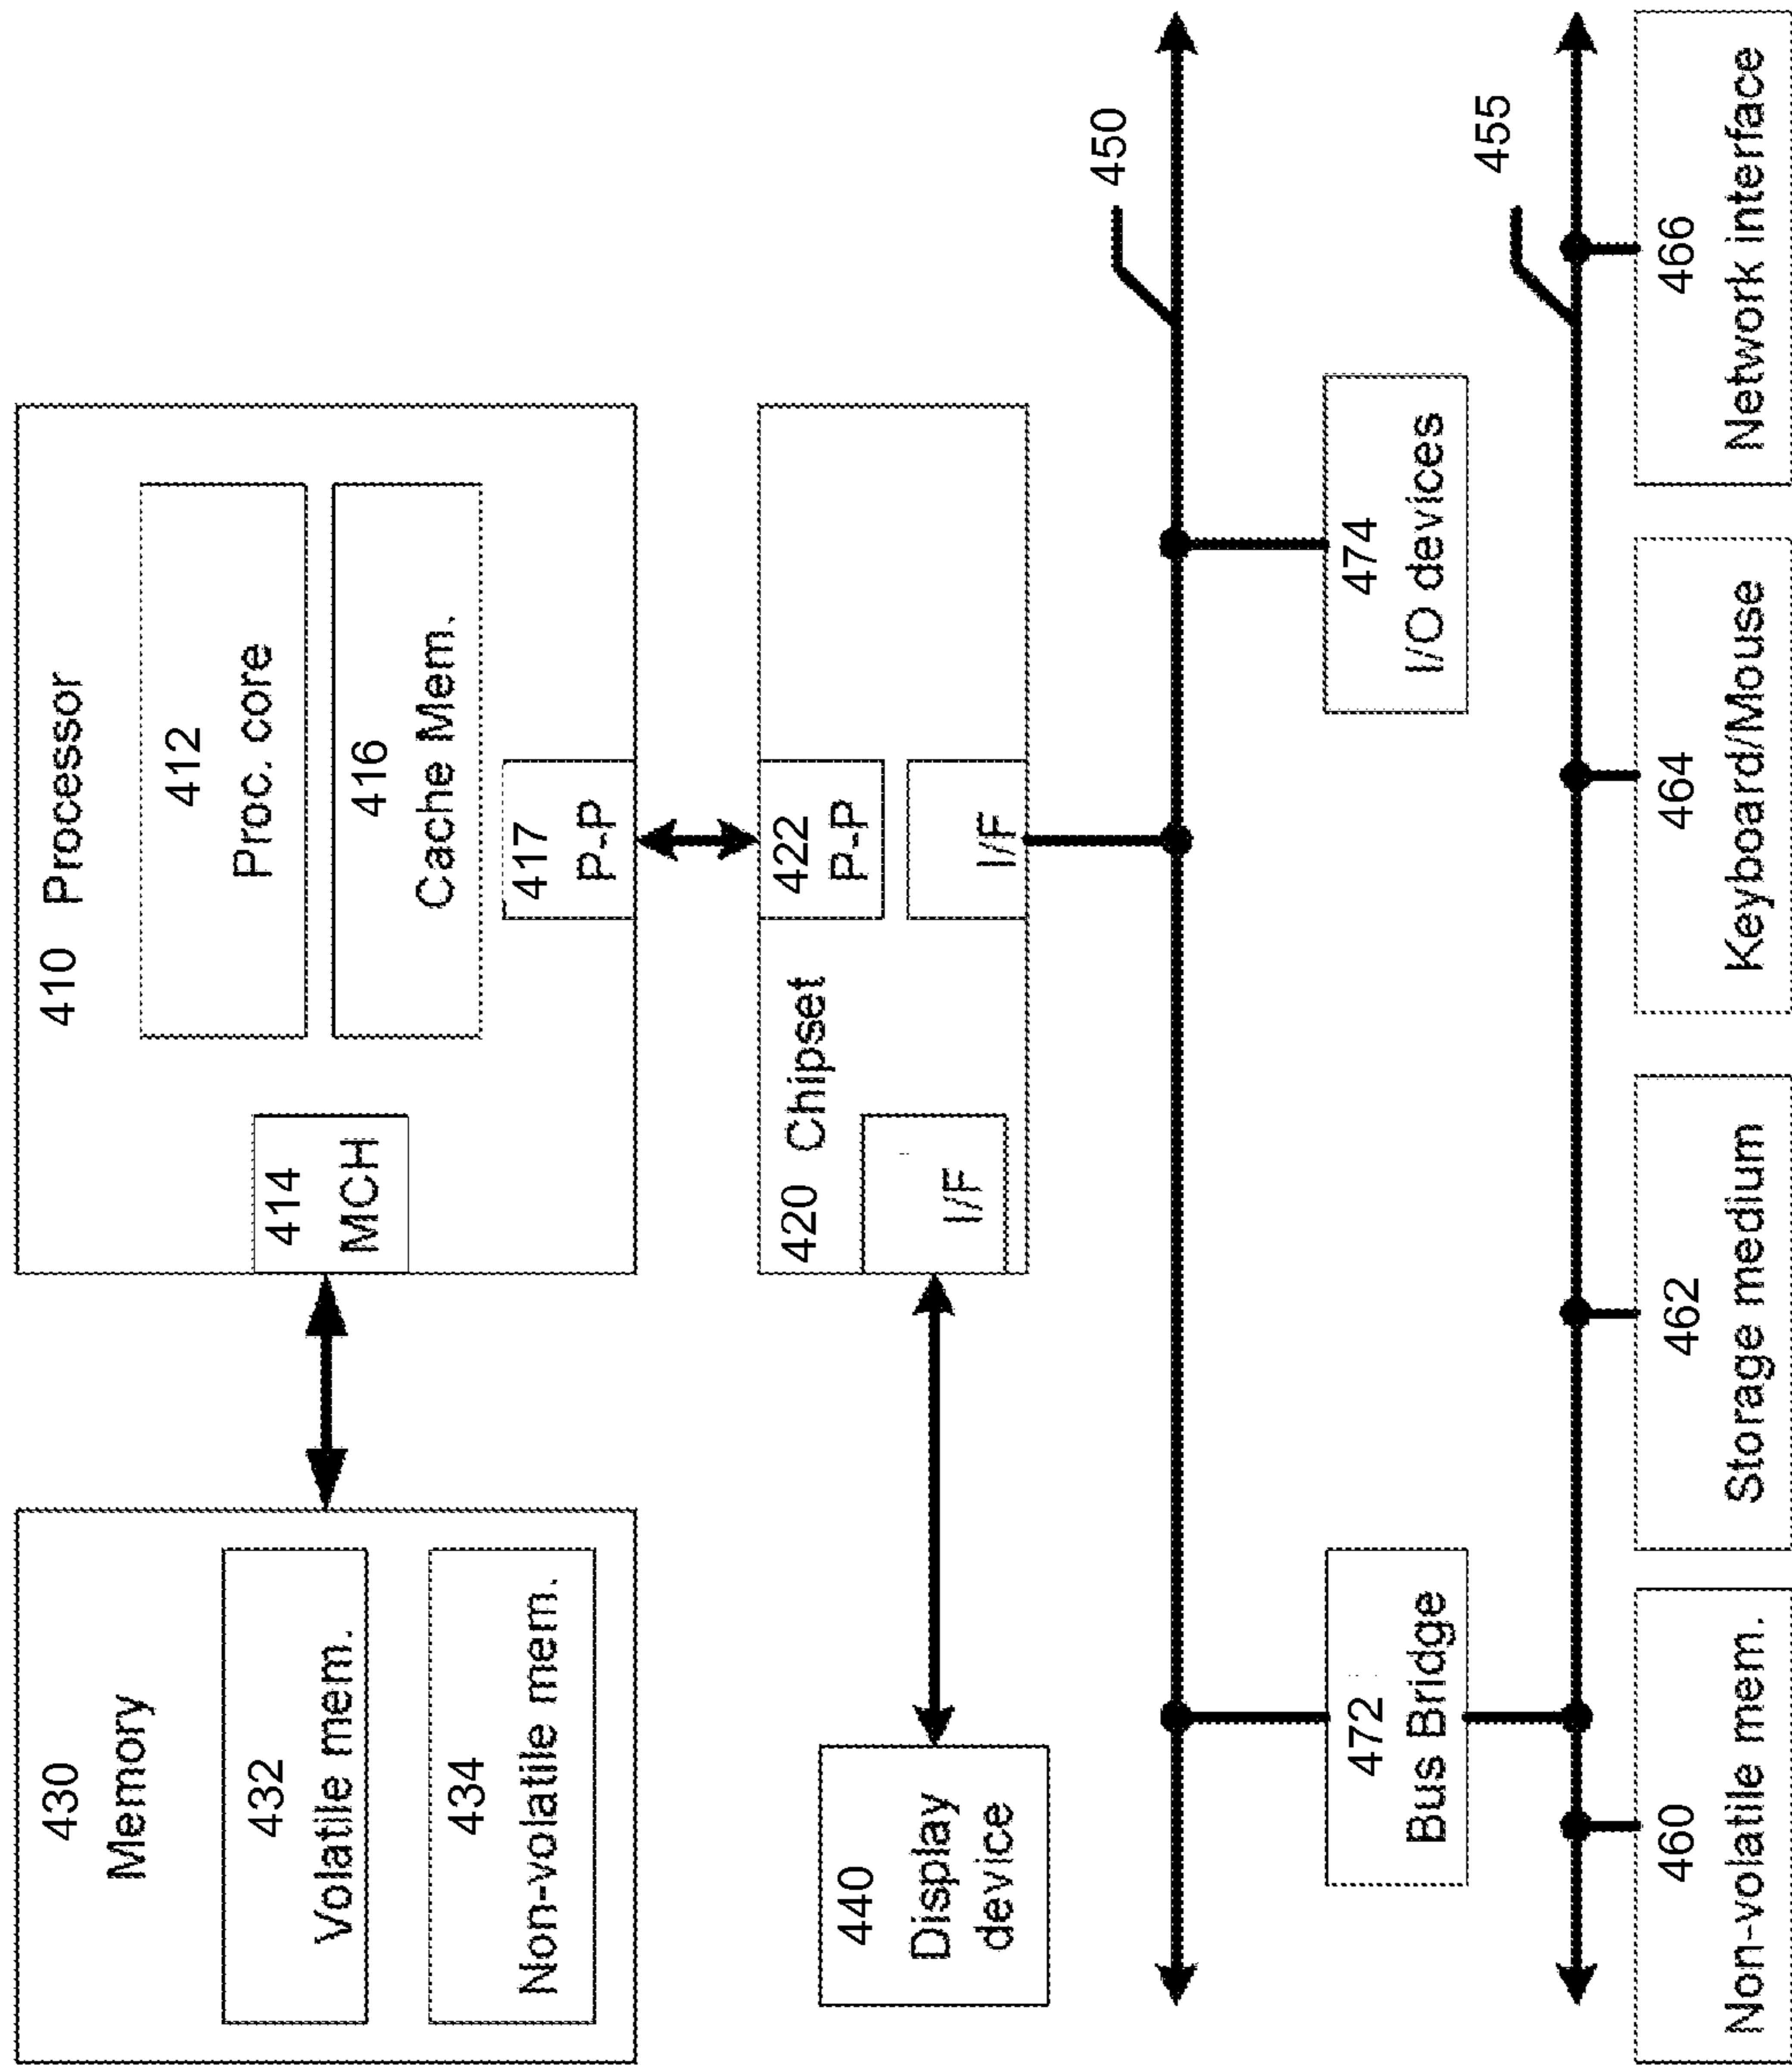 430
Memory
432
Volatile mem.
434
Non-volatile mem.
410 Processor
414
MCH
412
Proc. core
416
Cache Mem.
417
P-P
440
Display
device
420 Chipset
I/F
422
P-P
I/F
450
472
Bus Bridge
474
I/O devices
455
460
Non-volatile mem.
462
Storage medium
464
Keyboard/Mouse
466
Network interface